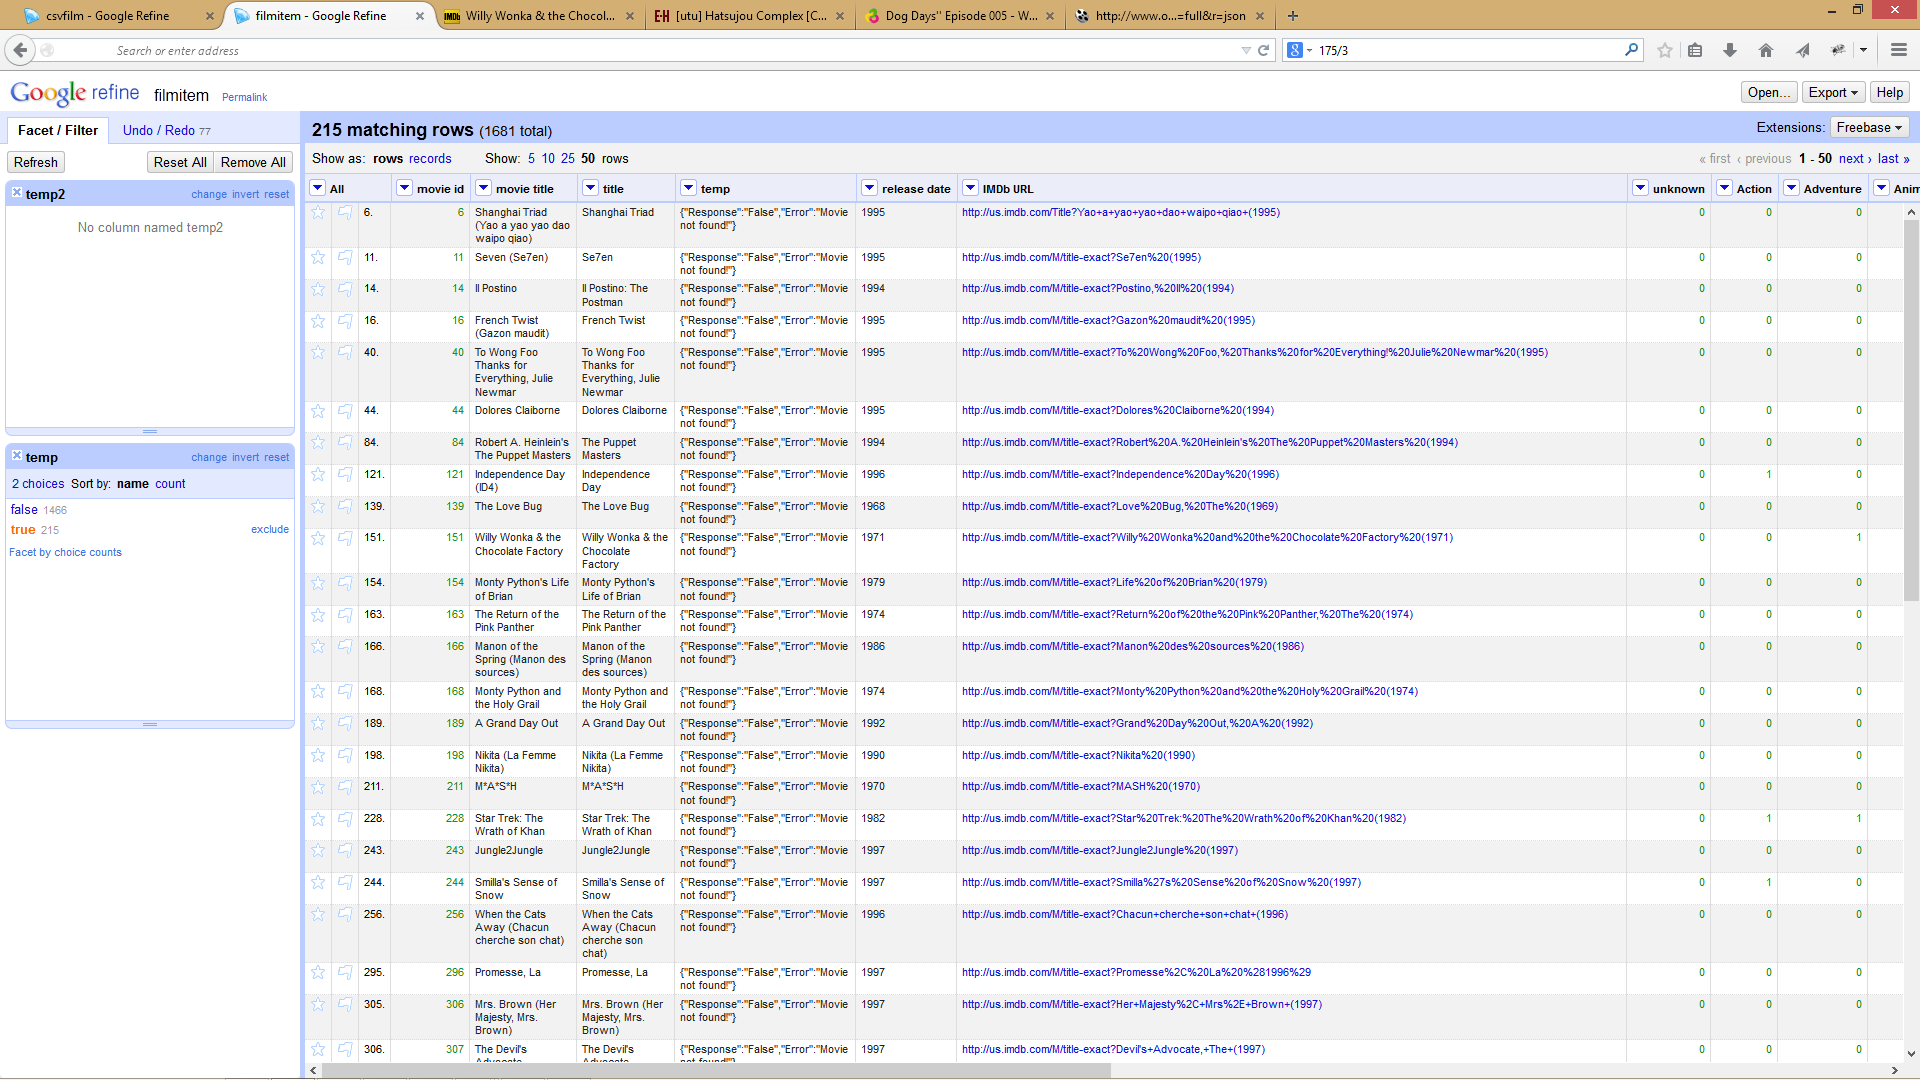 csvfilm - Google Refine × filmitem - Google Refine × IMDb Willy Wonka & the Chocol... × E-H [utu] Hatsujou Complex [C... × Dog Days'' Episode 005 - W... × http://www.o...=full&r=json × +
Search or enter address 8 175/3
Google refine filmitem Permalink Open... Export Help
Facet / Filter Undo / Redo 77 215 matching rows (1681 total) Extensions: Freebase
Refresh Reset All Remove All Show as: rows records Show: 5 10 25 50 rows « first ‹ previous 1 - 50 next › last »
temp2 change invert reset
No column named temp2
temp change invert reset
2 choices Sort by: name count
false 1466
true 215 exclude
Facet by choice counts
All movie id movie title title temp release date IMDb URL unknown Action Adventure Anim
6. 6 Shanghai Triad Shanghai Triad {"Response":"False","Error":"Movie 1995 http://us.imdb.com/Title?Yao+a+yao+yao+dao+waipo+qiao+(1995) 0 0 0
(Yao a yao yao dao not found!"}
waipo qiao)
11. 11 Seven (Se7en) Se7en {"Response":"False","Error":"Movie 1995 http://us.imdb.com/M/title-exact?Se7en%20(1995) 0 0 0
not found!"}
14. 14 Il Postino Il Postino: The {"Response":"False","Error":"Movie 1994 http://us.imdb.com/M/title-exact?Postino,%20Il%20(1994) 0 0 0
Postman not found!"}
16. 16 French Twist French Twist {"Response":"False","Error":"Movie 1995 http://us.imdb.com/M/title-exact?Gazon%20maudit%20(1995) 0 0 0
(Gazon maudit) not found!"}
40. 40 To Wong Foo To Wong Foo {"Response":"False","Error":"Movie 1995 http://us.imdb.com/M/title-exact?To%20Wong%20Foo,%20Thanks%20for%20Everything!%20Julie%20Newmar%20(1995) 0 0 0
Thanks for Thanks for not found!"}
Everything, Julie Everything, Julie
Newmar Newmar
44. 44 Dolores Claiborne Dolores Claiborne {"Response":"False","Error":"Movie 1995 http://us.imdb.com/M/title-exact?Dolores%20Claiborne%20(1994) 0 0 0
not found!"}
84. 84 Robert A. Heinlein's The Puppet {"Response":"False","Error":"Movie 1994 http://us.imdb.com/M/title-exact?Robert%20A.%20Heinlein's%20The%20Puppet%20Masters%20(1994) 0 0 0
The Puppet Masters Masters not found!"}
121. 121 Independence Day Independence {"Response":"False","Error":"Movie 1996 http://us.imdb.com/M/title-exact?Independence%20Day%20(1996) 0 1 0
(ID4) Day not found!"}
139. 139 The Love Bug The Love Bug {"Response":"False","Error":"Movie 1968 http://us.imdb.com/M/title-exact?Love%20Bug,%20The%20(1969) 0 0 0
not found!"}
151. 151 Willy Wonka & the Willy Wonka & the {"Response":"False","Error":"Movie 1971 http://us.imdb.com/M/title-exact?Willy%20Wonka%20and%20the%20Chocolate%20Factory%20(1971) 0 0 1
Chocolate Factory Chocolate not found!"}
Factory
154. 154 Monty Python's Life Monty Python's {"Response":"False","Error":"Movie 1979 http://us.imdb.com/M/title-exact?Life%20of%20Brian%20(1979) 0 0 0
of Brian Life of Brian not found!"}
163. 163 The Return of the The Return of the {"Response":"False","Error":"Movie 1974 http://us.imdb.com/M/title-exact?Return%20of%20the%20Pink%20Panther,%20The%20(1974) 0 0 0
Pink Panther Pink Panther not found!"}
166. 166 Manon of the Manon of the {"Response":"False","Error":"Movie 1986 http://us.imdb.com/M/title-exact?Manon%20des%20sources%20(1986) 0 0 0
Spring (Manon des Spring (Manon not found!"}
sources) des sources)
168. 168 Monty Python and Monty Python and {"Response":"False","Error":"Movie 1974 http://us.imdb.com/M/title-exact?Monty%20Python%20and%20the%20Holy%20Grail%20(1974) 0 0 0
the Holy Grail the Holy Grail not found!"}
189. 189 A Grand Day Out A Grand Day Out {"Response":"False","Error":"Movie 1992 http://us.imdb.com/M/title-exact?Grand%20Day%20Out,%20A%20(1992) 0 0 0
not found!"}
198. 198 Nikita (La Femme Nikita (La Femme {"Response":"False","Error":"Movie 1990 http://us.imdb.com/M/title-exact?Nikita%20(1990) 0 0 0
Nikita) Nikita) not found!"}
211. 211 M*A*S*H M*A*S*H {"Response":"False","Error":"Movie 1970 http://us.imdb.com/M/title-exact?MASH%20(1970) 0 0 0
not found!"}
228. 228 Star Trek: The Star Trek: The {"Response":"False","Error":"Movie 1982 http://us.imdb.com/M/title-exact?Star%20Trek:%20The%20Wrath%20of%20Khan%20(1982) 0 1 1
Wrath of Khan Wrath of Khan not found!"}
243. 243 Jungle2Jungle Jungle2Jungle {"Response":"False","Error":"Movie 1997 http://us.imdb.com/M/title-exact?Jungle2Jungle%20(1997) 0 0 0
not found!"}
244. 244 Smilla's Sense of Smilla's Sense of {"Response":"False","Error":"Movie 1997 http://us.imdb.com/M/title-exact?Smilla%27s%20Sense%20of%20Snow%20(1997) 0 1 0
Snow Snow not found!"}
256. 256 When the Cats When the Cats {"Response":"False","Error":"Movie 1996 http://us.imdb.com/M/title-exact?Chacun+cherche+son+chat+(1996) 0 0 0
Away (Chacun Away (Chacun not found!"}
cherche son chat) cherche son
chat)
295. 296 Promesse, La Promesse, La {"Response":"False","Error":"Movie 1997 http://us.imdb.com/M/title-exact?Promesse%2C%20La%20%281996%29 0 0 0
not found!"}
305. 306 Mrs. Brown (Her Mrs. Brown (Her {"Response":"False","Error":"Movie 1997 http://us.imdb.com/M/title-exact?Her+Majesty%2C+Mrs%2E+Brown+(1997) 0 0 0
Majesty, Mrs. Majesty, Mrs. not found!"}
Brown) Brown)
306. 307 The Devil's The Devil's {"Response":"False","Error":"Movie 1997 http://us.imdb.com/M/title-exact?Devil's+Advocate,+The+(1997) 0 0 0